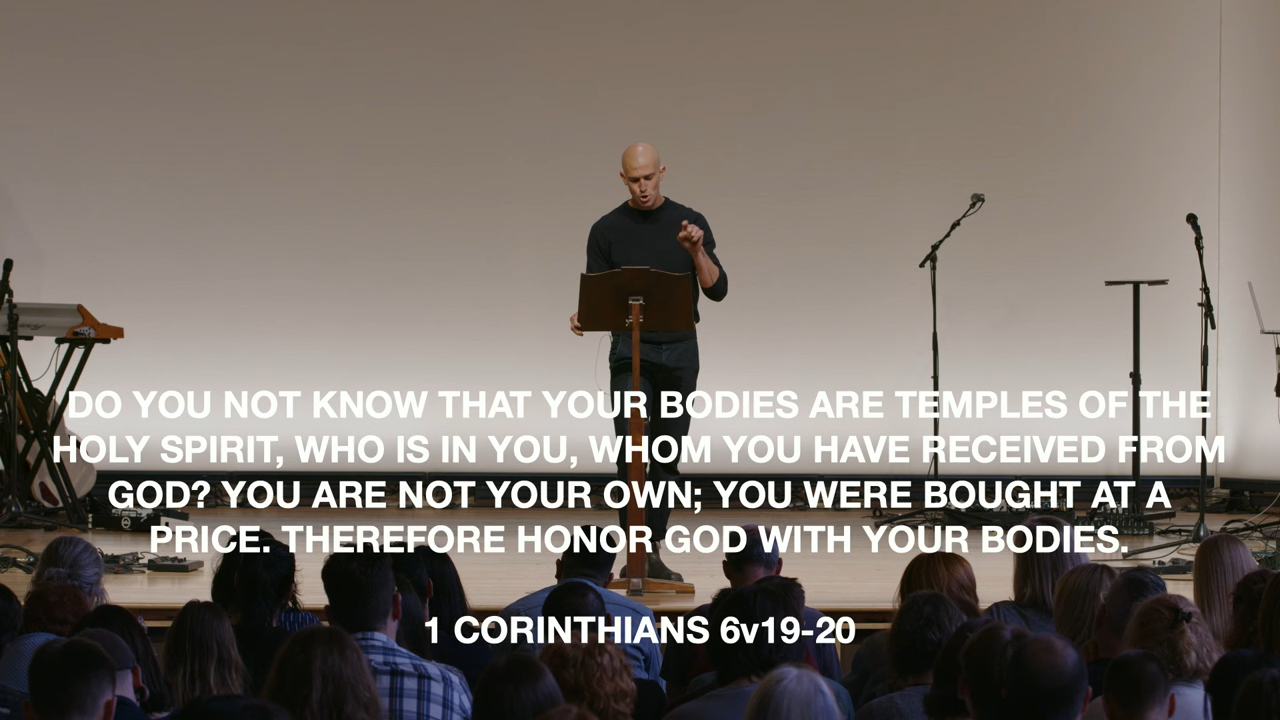 DO YOU NOT KNOW THAT YOUR BODIES ARE TEMPLES OF THE
HOLY SPIRIT, WHO IS IN YOU, WHOM YOU HAVE RECEIVED FROM
GOD? YOU ARE NOT YOUR OWN; YOU WERE BOUGHT AT A
PRICE. THEREFORE HONOR GOD WITH YOUR BODIES.
1 CORINTHIANS 6v19-20